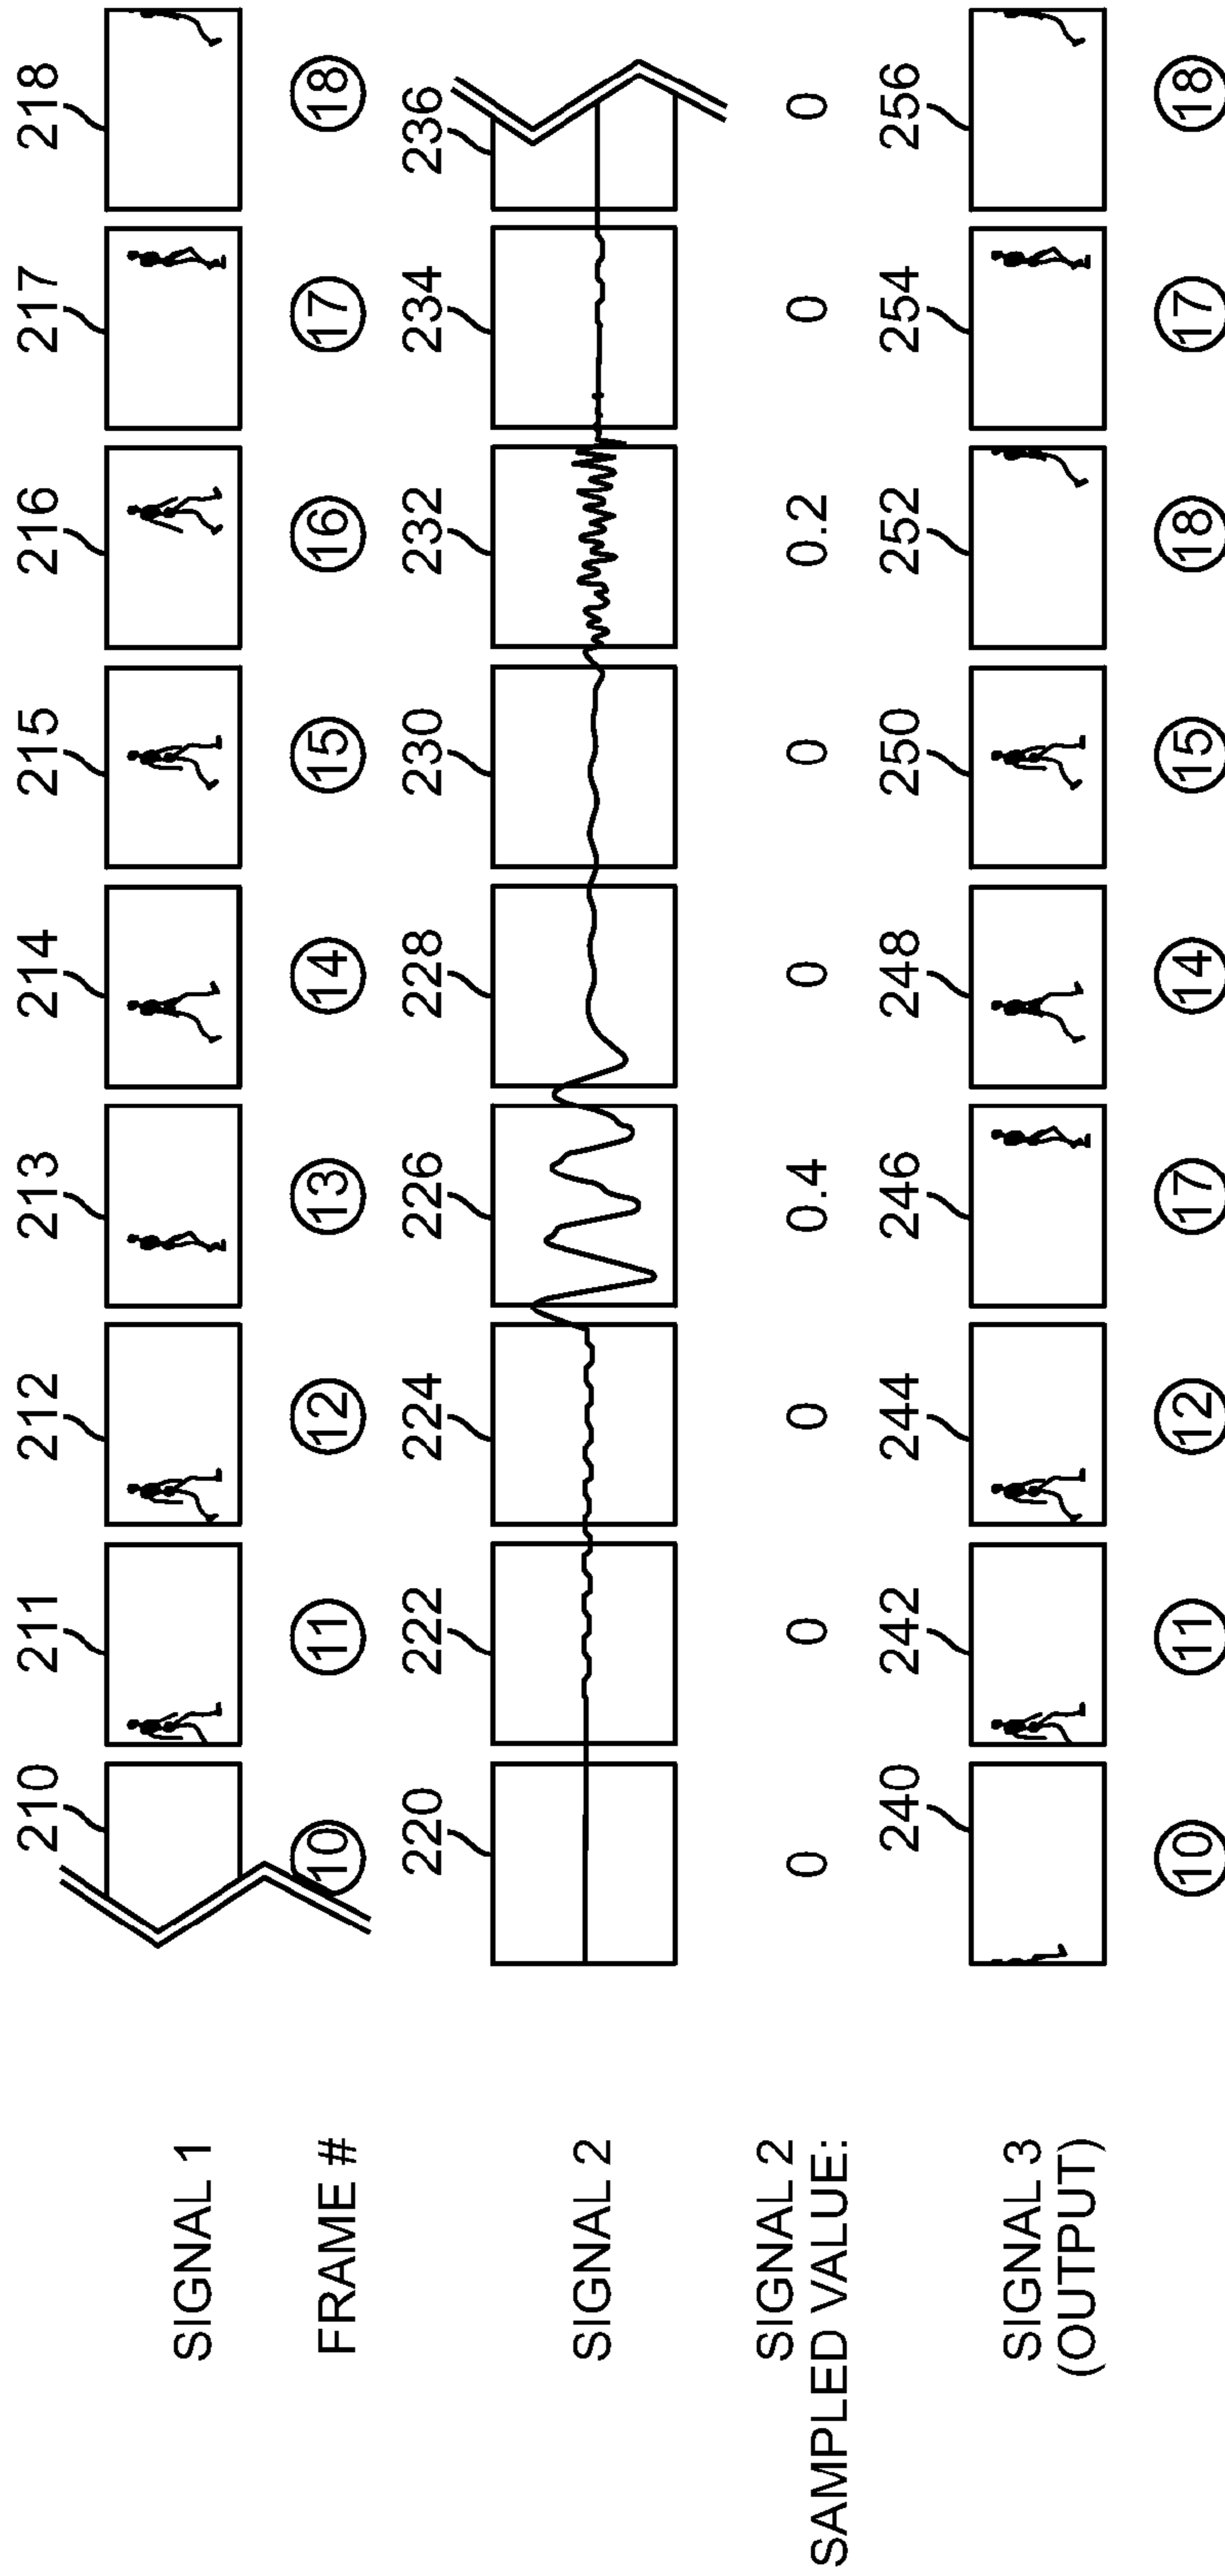 210 211 212 213 214 215 216 217 218
SIGNAL 1
FRAME # 10 11 12 13 14 15 16 17 18
220 222 224 226 228 230 232 234 236
SIGNAL 2
SIGNAL 2
SAMPLED VALUE: 0 0 0 0.4 0 0 0.2 0 0
240 242 244 246 248 250 252 254 256
SIGNAL 3
(OUTPUT)
10 11 12 17 14 15 18 17 18